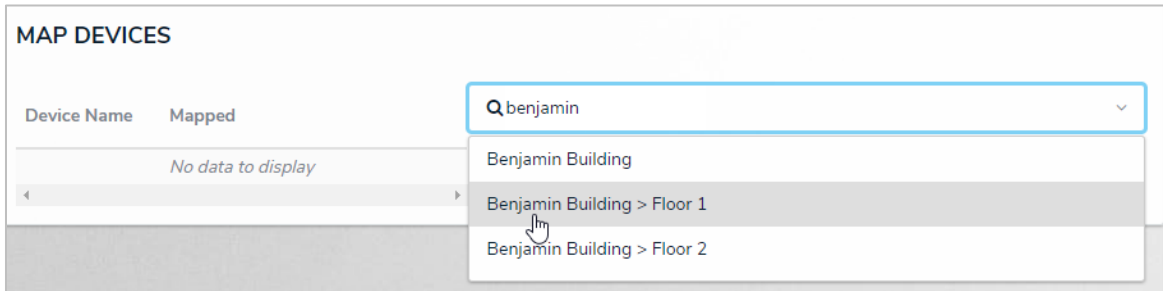 MAP DEVICES
Device Name Mapped
benjamin
No data to display
Benjamin Building
Benjamin Building > Floor 1
Benjamin Building > Floor 2